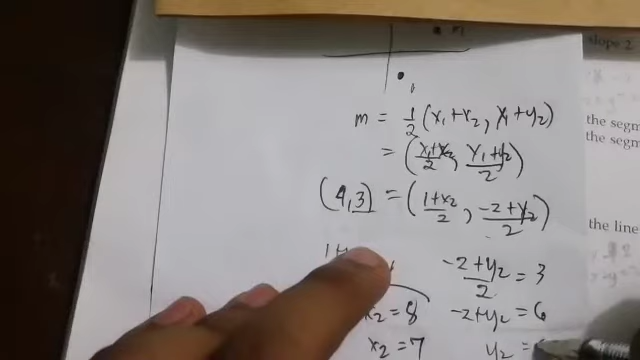 slope 2
m = 1/2 (x₁+x₂, y₁+y₂)
the segm
= (x₁+x₂/2, y₁+y₂/2)
the segm
(4,3) = (1+x₂/2, -2+y₂/2)
the line
-2+y₂/2 = 3
x₂ = 8 -2+y₂ = 6
x₂ = 7 y₂ =